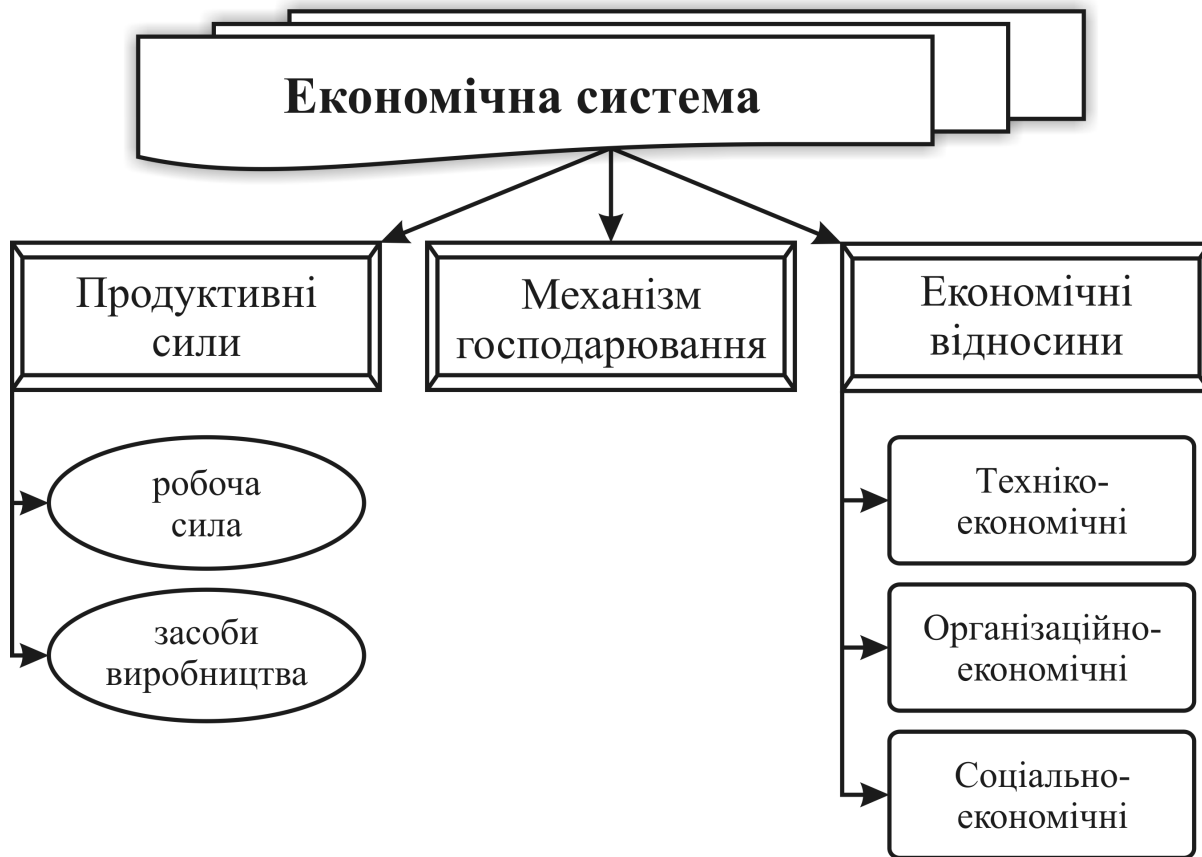 Економічна система
Продуктивні
сили
Механізм
господарювання
Економічні
відносини
робоча
сила
засоби
виробництва
Техніко-
економічні
Організаційно-
економічні
Соціально-
економічні